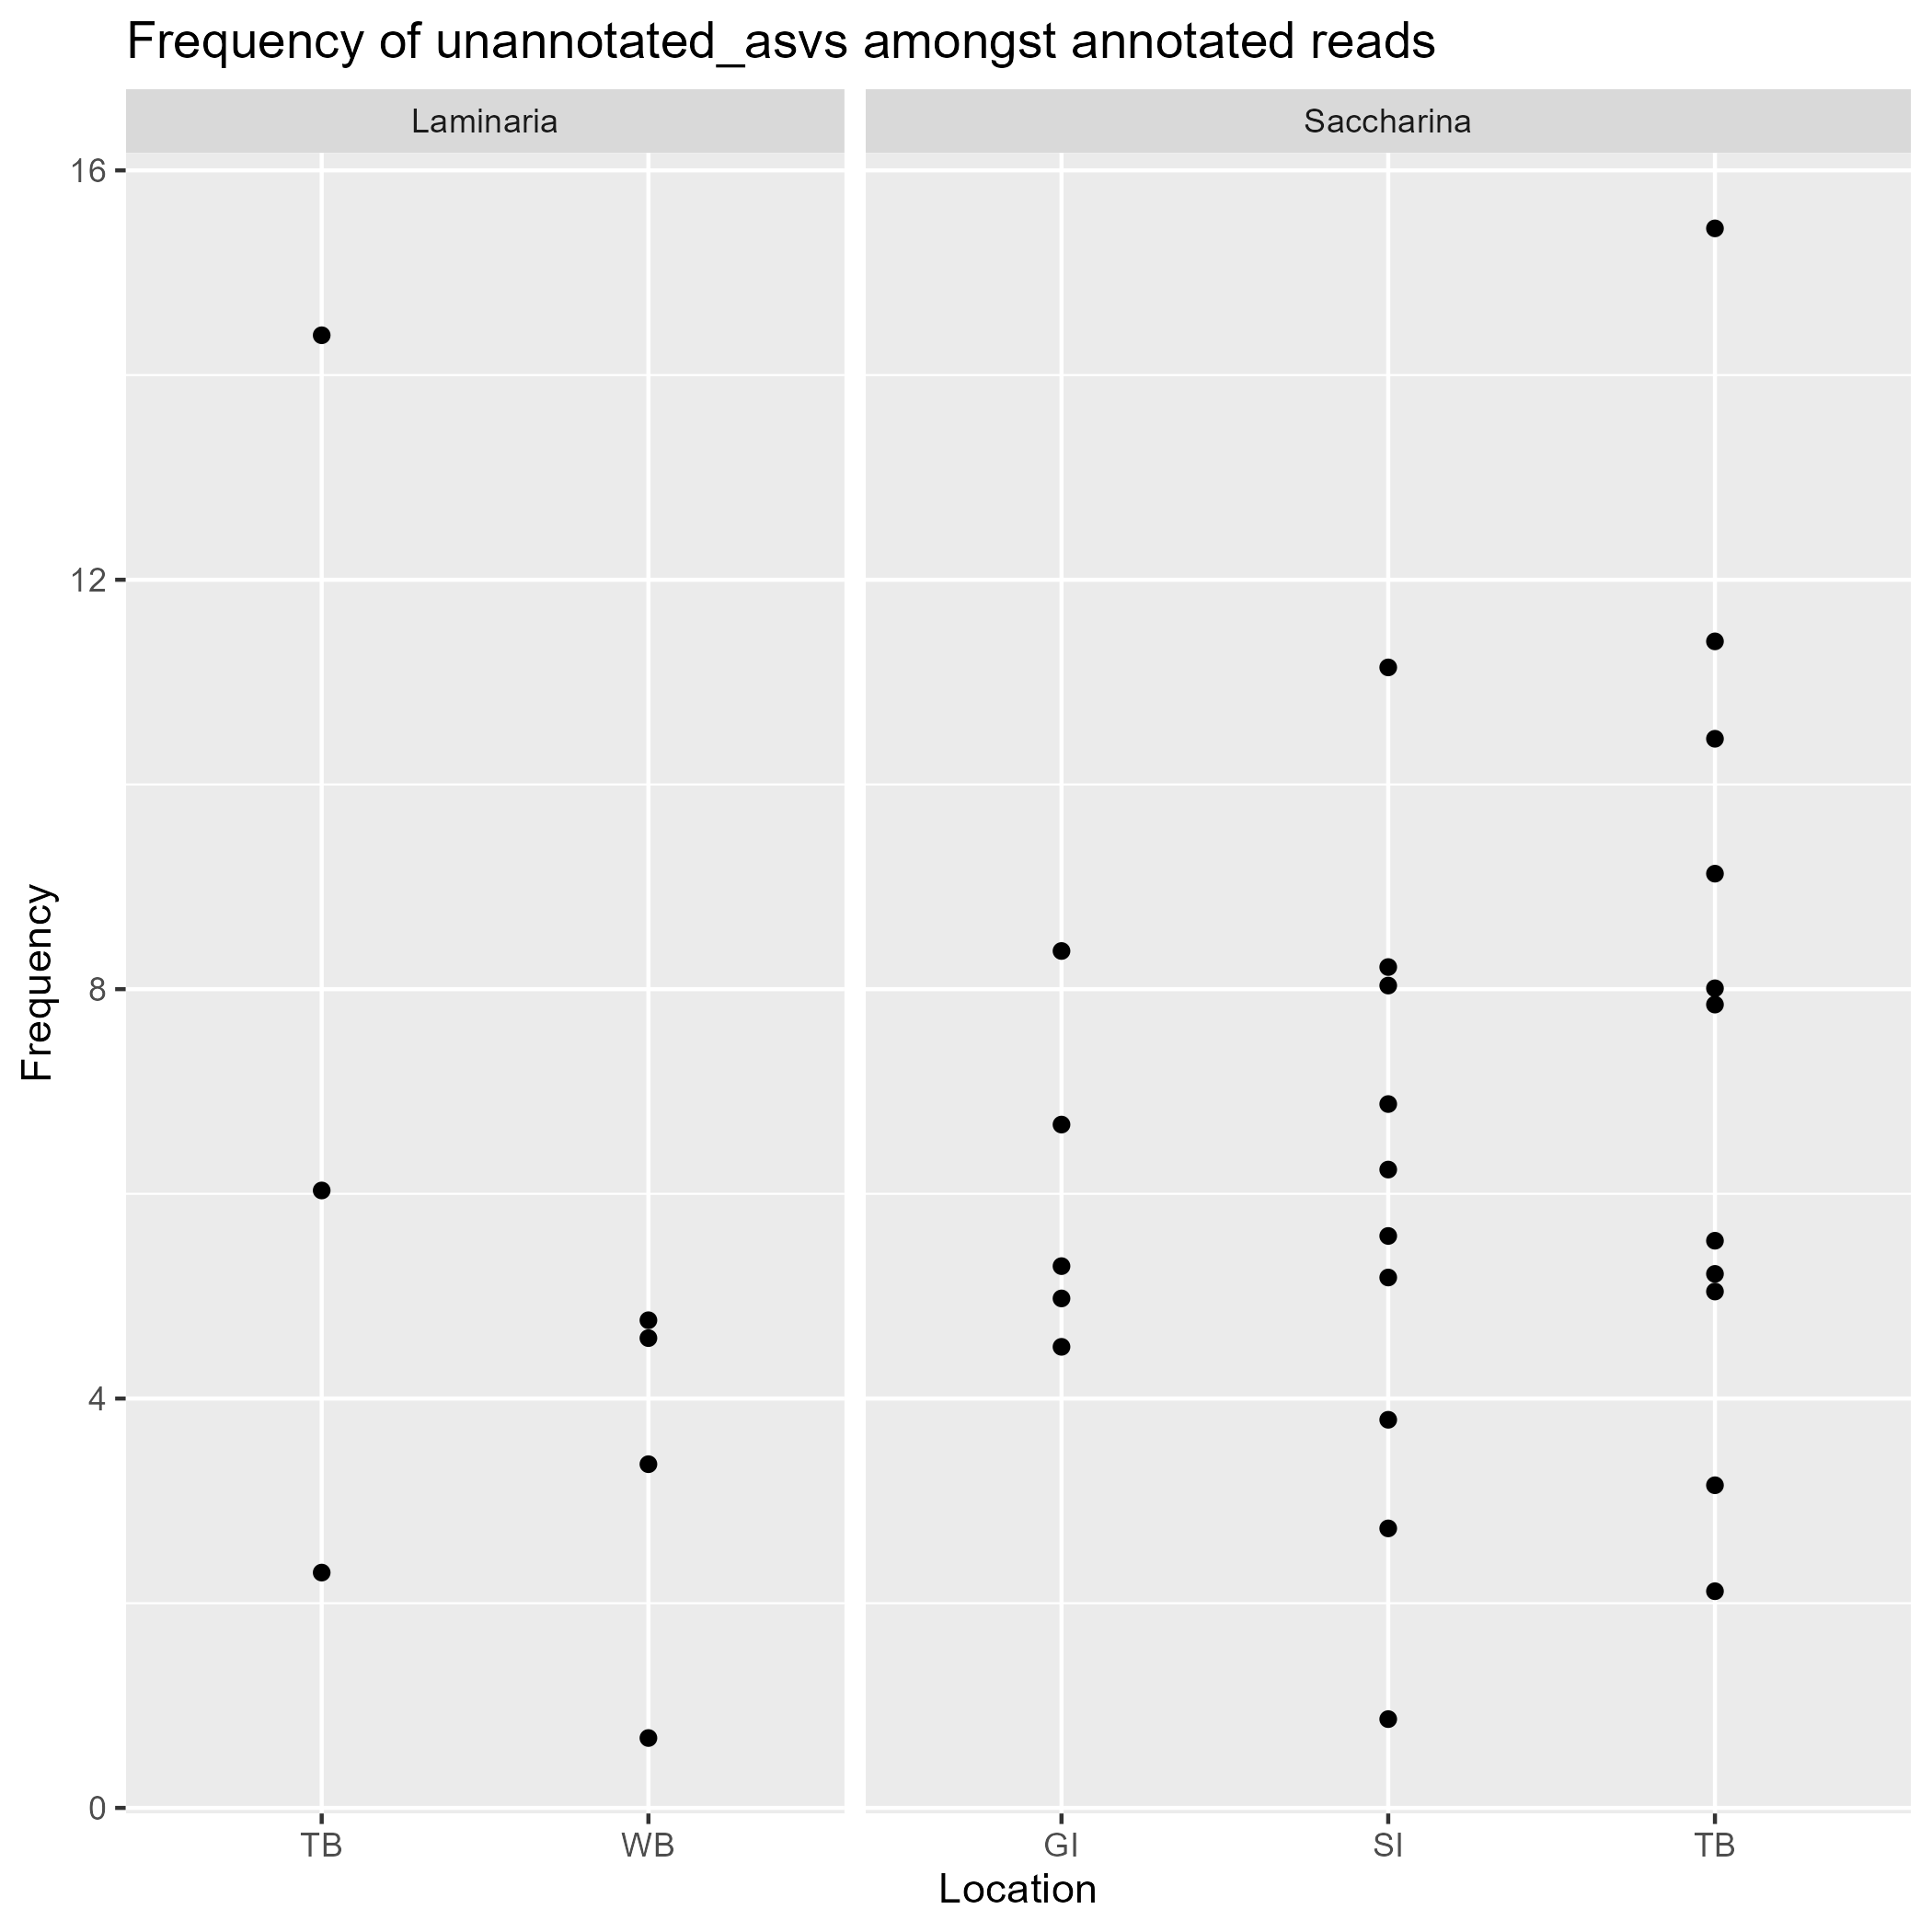 Frequency of unannotated_asvs amongst annotated reads
Laminaria
Saccharina
16
12
8
4
0
Frequency
TB
WB
GI
SI
TB
Location